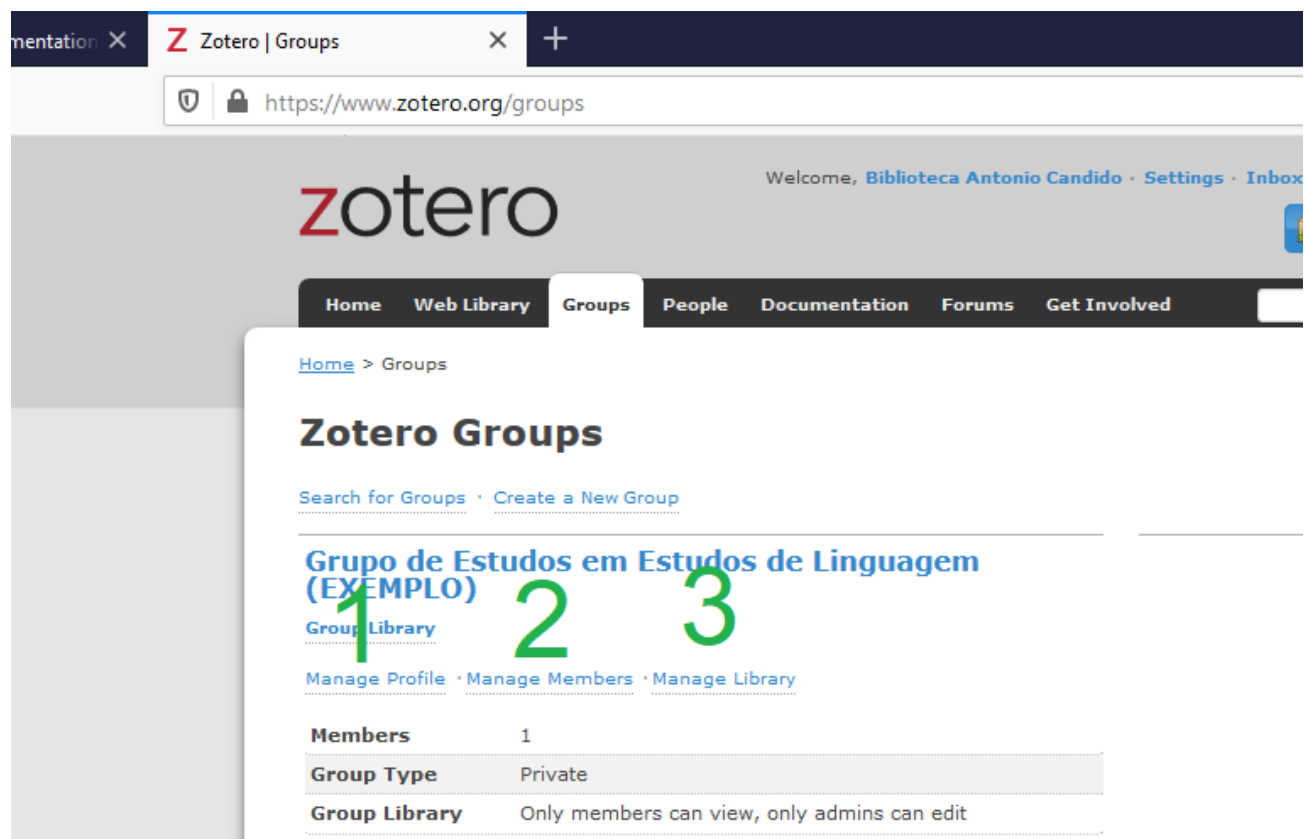 mentation
Zotero | Groups
https://www.zotero.org/groups
zotero
Welcome, Biblioteca Antonio Candido · Settings · Inbox
Home Web Library Groups People Documentation Forums Get Involved
Home > Groups
Zotero Groups
Search for Groups · Create a New Group
Grupo de Estudos em Estudos de Linguagem
(EXEMPLO)
1 2 3
Group Library
Manage Profile · Manage Members · Manage Library
Members 1
Group Type Private
Group Library Only members can view, only admins can edit